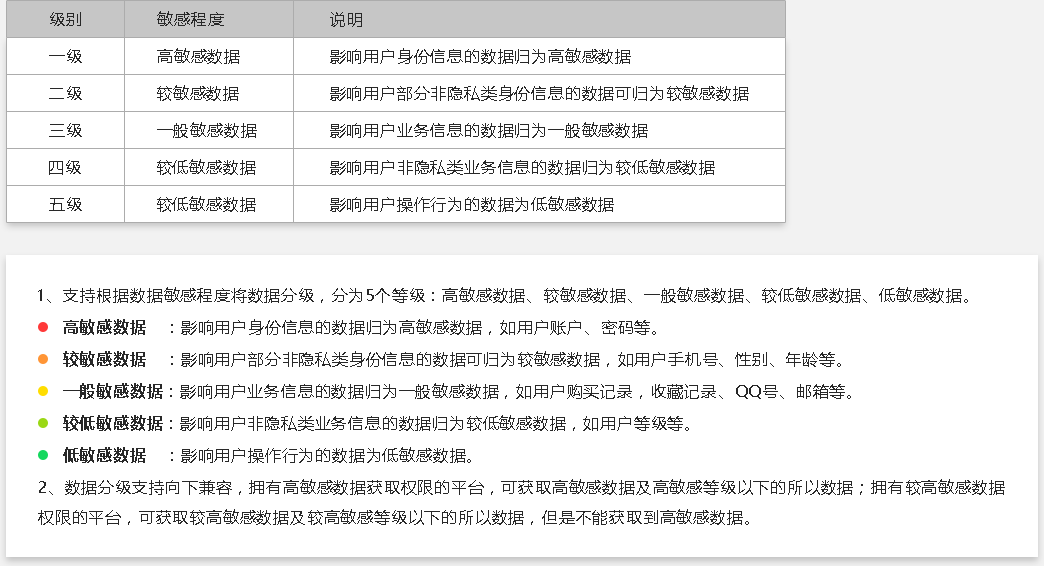 级别 敏感程度 说明
一级 高敏感数据 影响用户身份信息的数据归为高敏感数据
二级 较敏感数据 影响用户部分非隐私类身份信息的数据可归为较敏感数据
三级 一般敏感数据 影响用户业务信息的数据归为一般敏感数据
四级 较低敏感数据 影响用户非隐私类业务信息的数据归为较低敏感数据
五级 较低敏感数据 影响用户操作行为的数据为低敏感数据
1、支持根据数据敏感程度将数据分级，分为5个等级：高敏感数据、较敏感数据、一般敏感数据、较低敏感数据、低敏感数据。
高敏感数据 ：影响用户身份信息的数据归为高敏感数据，如用户账户、密码等。
较敏感数据 ：影响用户部分非隐私类身份信息的数据可归为较敏感数据，如用户手机号、性别、年龄等。
一般敏感数据：影响用户业务信息的数据归为一般敏感数据，如用户购买记录，收藏记录、QQ号、邮箱等。
较低敏感数据：影响用户非隐私类业务信息的数据归为较低敏感数据，如用户等级等。
低敏感数据 ：影响用户操作行为的数据为低敏感数据。
2、数据分级支持向下兼容，拥有高敏感数据获取权限的平台，可获取高敏感数据及高敏感等级以下的所以数据；拥有较高敏感数据
权限的平台，可获取较高敏感数据及较高感等级以下的所以数据，但是不能获取到高敏感数据。